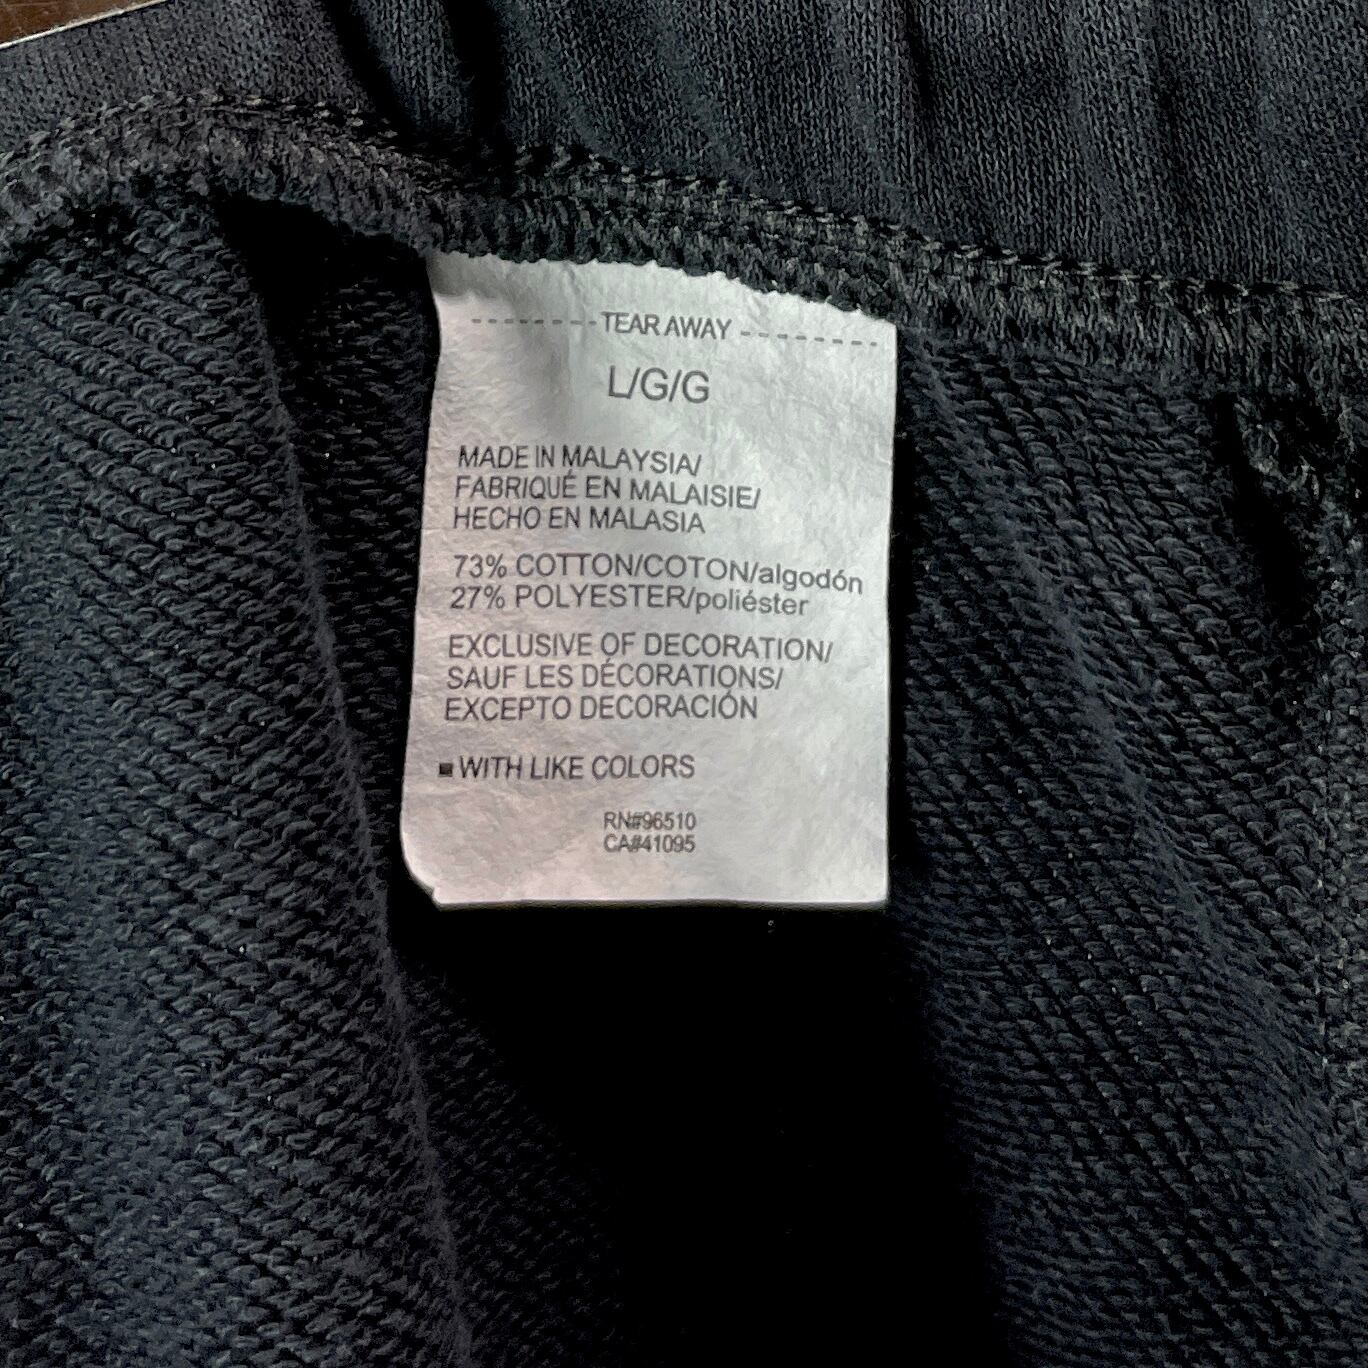 TEAR AWAY
L/G/G
MADE IN MALAYSIA/
FABRIQUÉ EN MALAISIE/
HECHO EN MALASIA
73% COTTON/COTON/algodón
27% POLYESTER/poliéster
EXCLUSIVE OF DECORATION/
SAUF LES DÉCORATIONS/
EXCEPTO DECORACIÓN
■ WITH LIKE COLORS
RN#96510
CA#41095